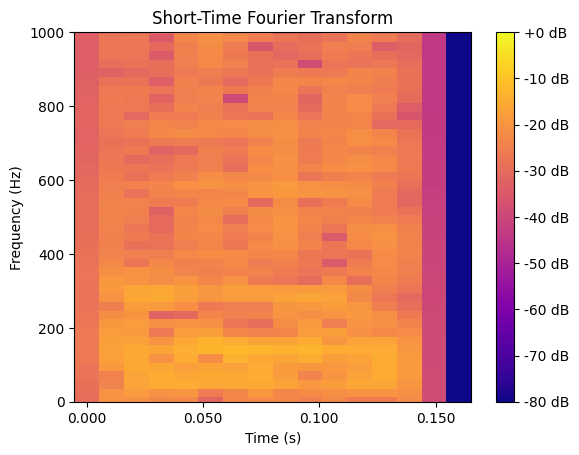 Short-Time Fourier Transform
1000
800
600
400
200
0
Frequency (Hz)
0.000
0.050
0.100
0.150
Time (s)
+0 dB
-10 dB
-20 dB
-30 dB
-40 dB
-50 dB
-60 dB
-70 dB
-80 dB